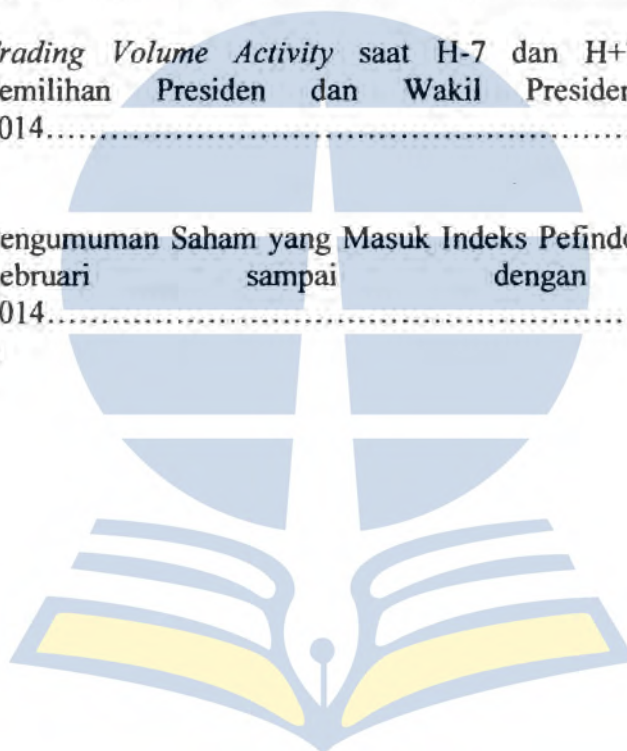 rading Volume Activity saat H-7 dan H+
emilihan Presiden dan Wakil Presiden
014.......................................................
engumuman Saham yang Masuk Indeks Pefindo
ebruari sampai dengan
014.......................................................